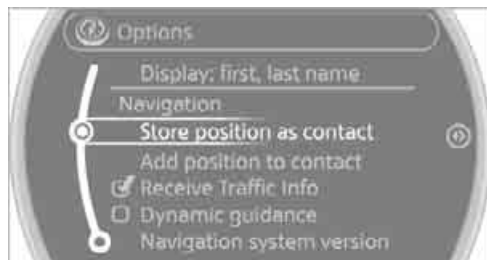 Options
Display: first, last name
Navigation
Store position as contact
Add position to contact
Receive Traffic Info
Dynamic guidance
Navigation system version